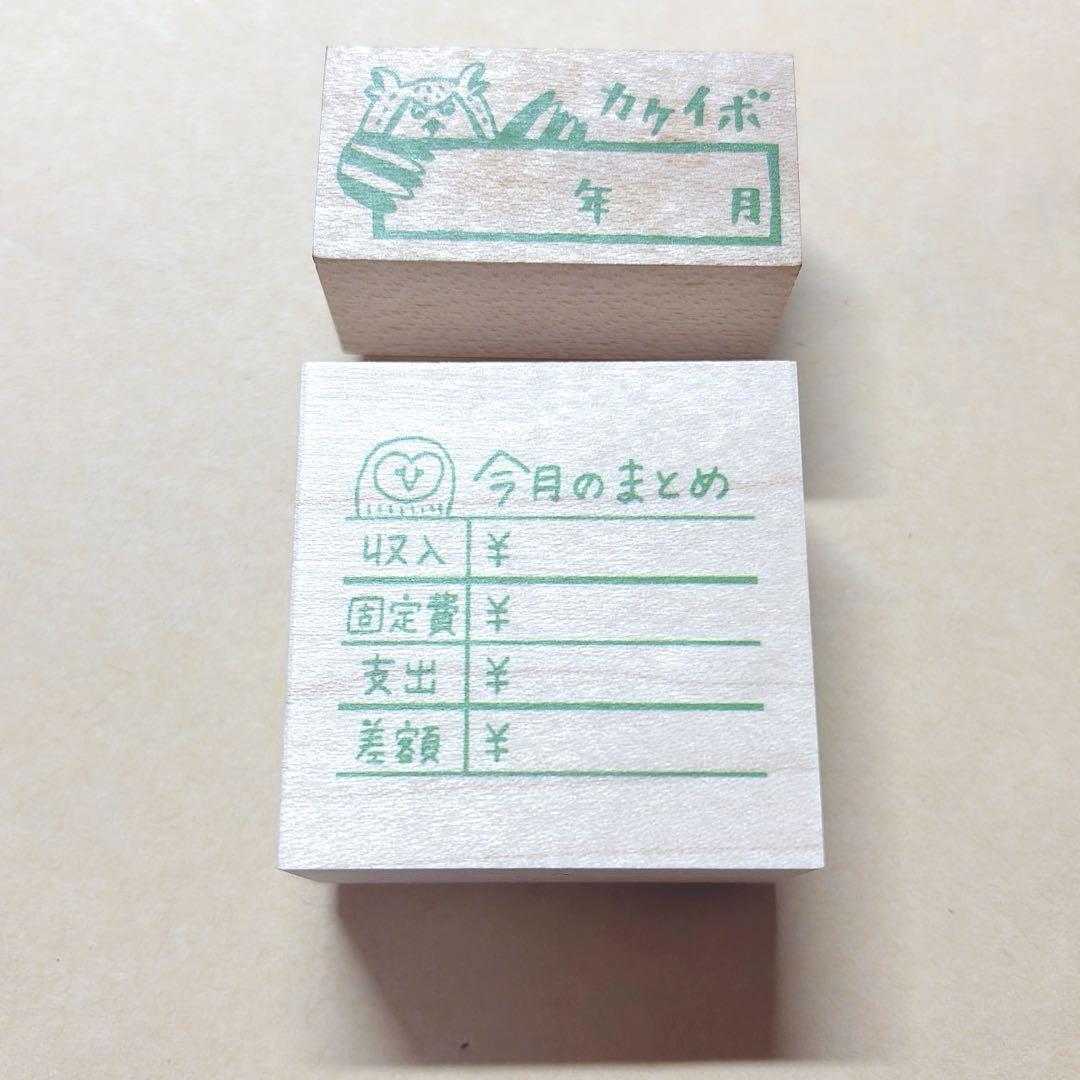 カケイボ
年 月
今月のまとめ
収入 ¥
固定費 ¥
支出 ¥
差額 ¥